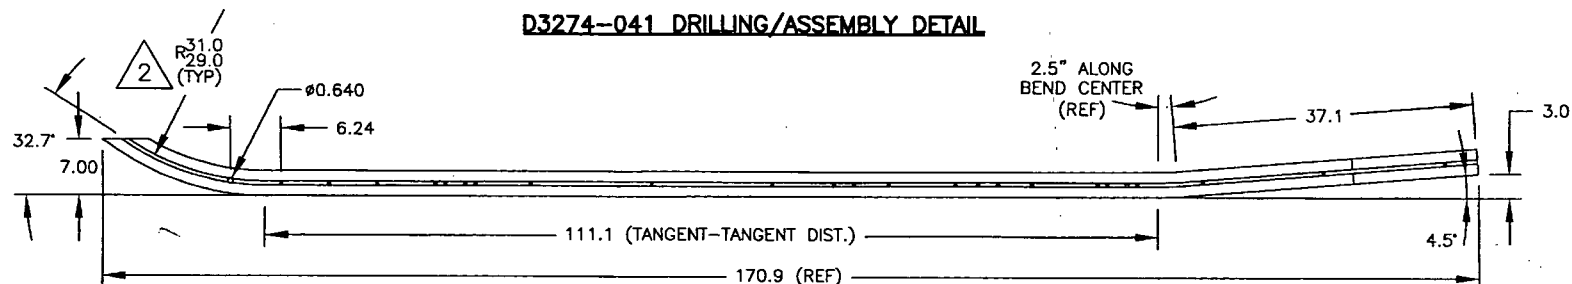 D3274-041 DRILLING/ASSEMBLY DETAIL
2
R31.0
29.0
(TYP)
ø0.640
2.5" ALONG
BEND CENTER
(REF)
37.1
3.0
6.24
32.7°
7.00
111.1 (TANGENT-TANGENT DIST.)
4.5°
170.9 (REF)